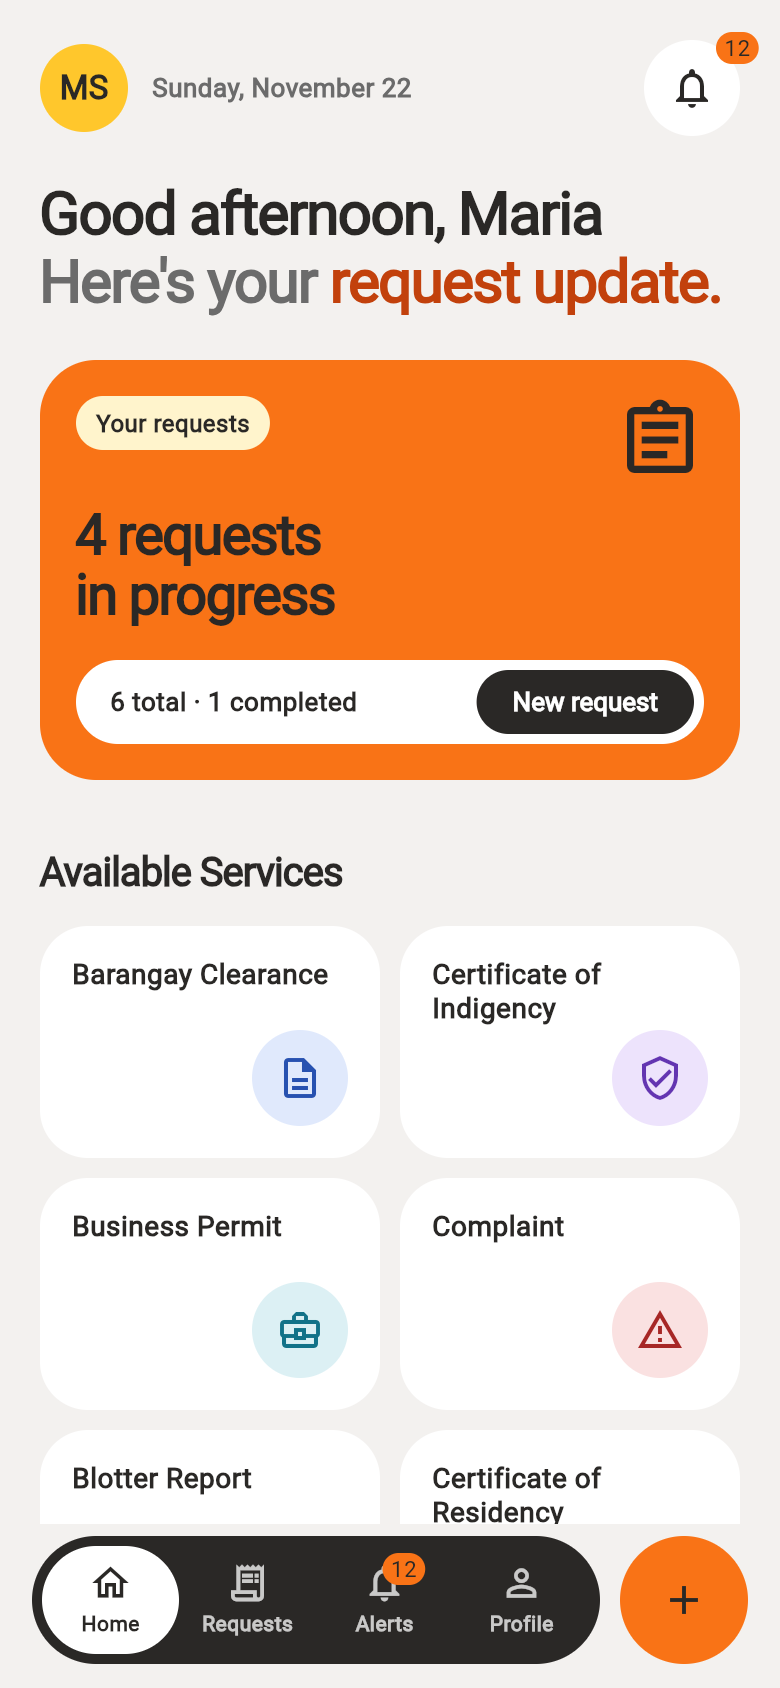 MS
Sunday, November 22
12
Good afternoon, Maria
Here's your request update.
Your requests
4 requests
in progress
6 total · 1 completed
New request
Available Services
Barangay Clearance
Certificate of
Indigency
Business Permit
Complaint
Blotter Report
Certificate of
Residency
Home
Requests
12
Alerts
Profile